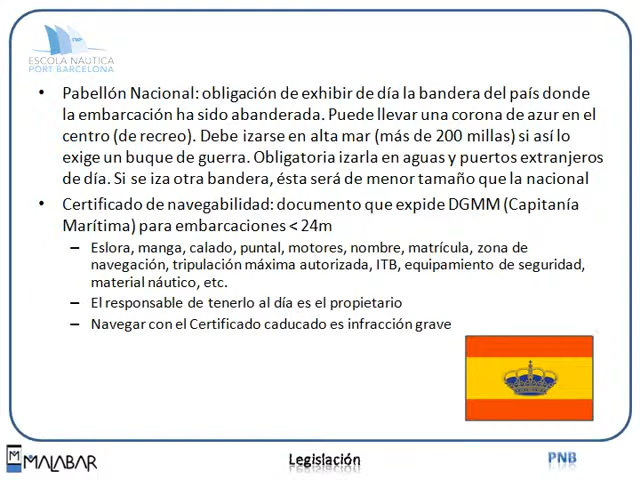 ESCOLA NÀUTICA
PORT BARCELONA
• Pabellón Nacional: obligación de exhibir de día la bandera del país donde
la embarcación ha sido abanderada. Puede llevar una corona de azur en el
centro (de recreo). Debe izarse en alta mar (más de 200 millas) si así lo
exige un buque de guerra. Obligatoria izarla en aguas y puertos extranjeros
de día. Si se iza otra bandera, ésta será de menor tamaño que la nacional
• Certificado de navegabilidad: documento que expide DGMM (Capitanía
Marítima) para embarcaciones < 24m
– Eslora, manga, calado, puntal, motores, nombre, matrícula, zona de
navegación, tripulación máxima autorizada, ITB, equipamiento de seguridad,
material náutico, etc.
– El responsable de tenerlo al día es el propietario
– Navegar con el Certificado caducado es infracción grave
MALABAR
Legislación
PNB